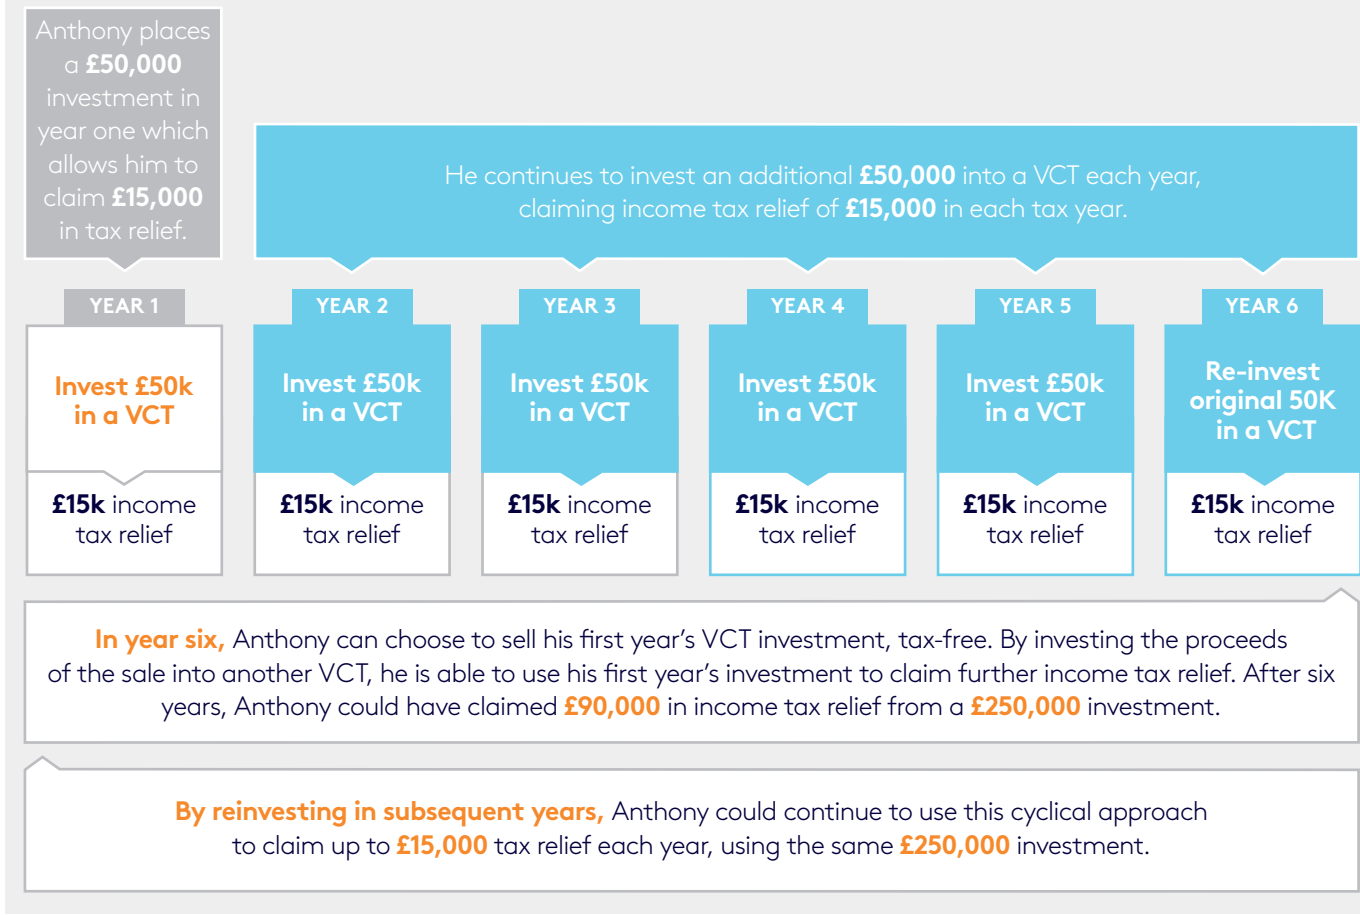 Anthony places
a £50,000
investment in
year one which
allows him to
claim £15,000
in tax relief.
He continues to invest an additional £50,000 into a VCT each year,
claiming income tax relief of £15,000 in each tax year.
YEAR 1
Invest £50k
in a VCT
£15k income
tax relief
YEAR 2
Invest £50k
in a VCT
£15k income
tax relief
YEAR 3
Invest £50k
in a VCT
£15k income
tax relief
YEAR 4
Invest £50k
in a VCT
£15k income
tax relief
YEAR 5
Invest £50k
in a VCT
£15k income
tax relief
YEAR 6
Re-invest
original 50K
in a VCT
£15k income
tax relief
In year six, Anthony can choose to sell his first year's VCT investment, tax-free. By investing the proceeds
of the sale into another VCT, he is able to use his first year's investment to claim further income tax relief. After six
years, Anthony could have claimed £90,000 in income tax relief from a £250,000 investment.
By reinvesting in subsequent years, Anthony could continue to use this cyclical approach
to claim up to £15,000 tax relief each year, using the same £250,000 investment.